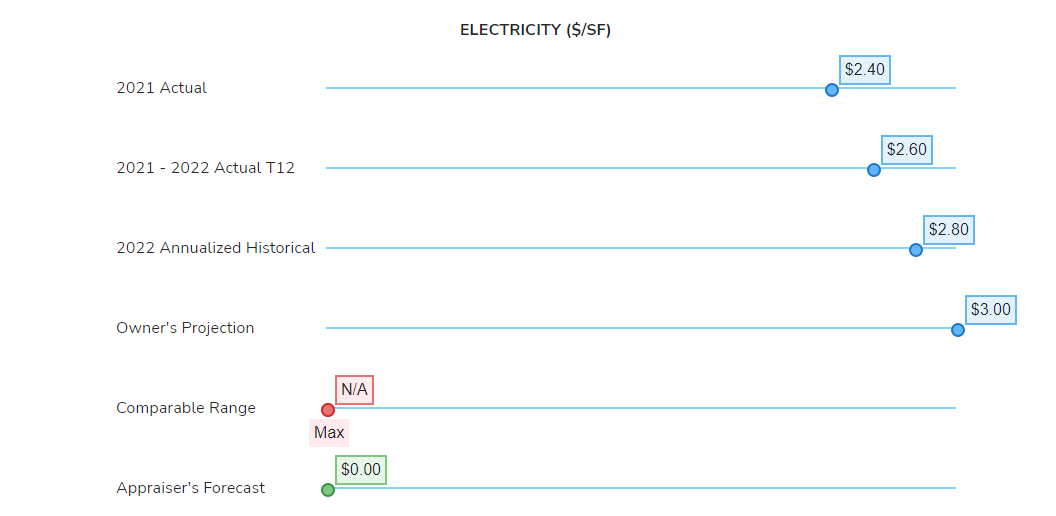 ELECTRICITY ($/SF)
2021 Actual
$2.40
2021 - 2022 Actual T12
$2.60
2022 Annualized Historical
$2.80
Owner's Projection
$3.00
Comparable Range
N/A
Max
Appraiser's Forecast
$0.00